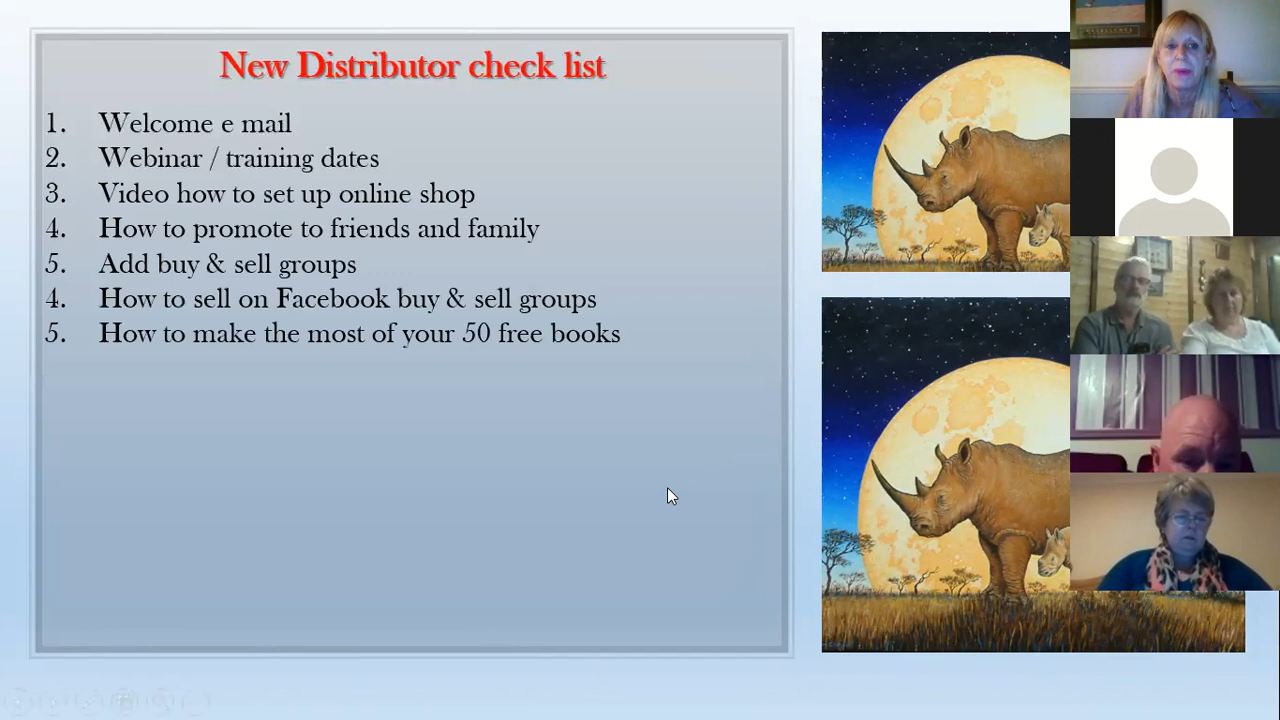 New Distributor check list
1. Welcome e mail
2. Webinar / training dates
3. Video how to set up online shop
4. How to promote to friends and family
5. Add buy & sell groups
4. How to sell on Facebook buy & sell groups
5. How to make the most of your 50 free books